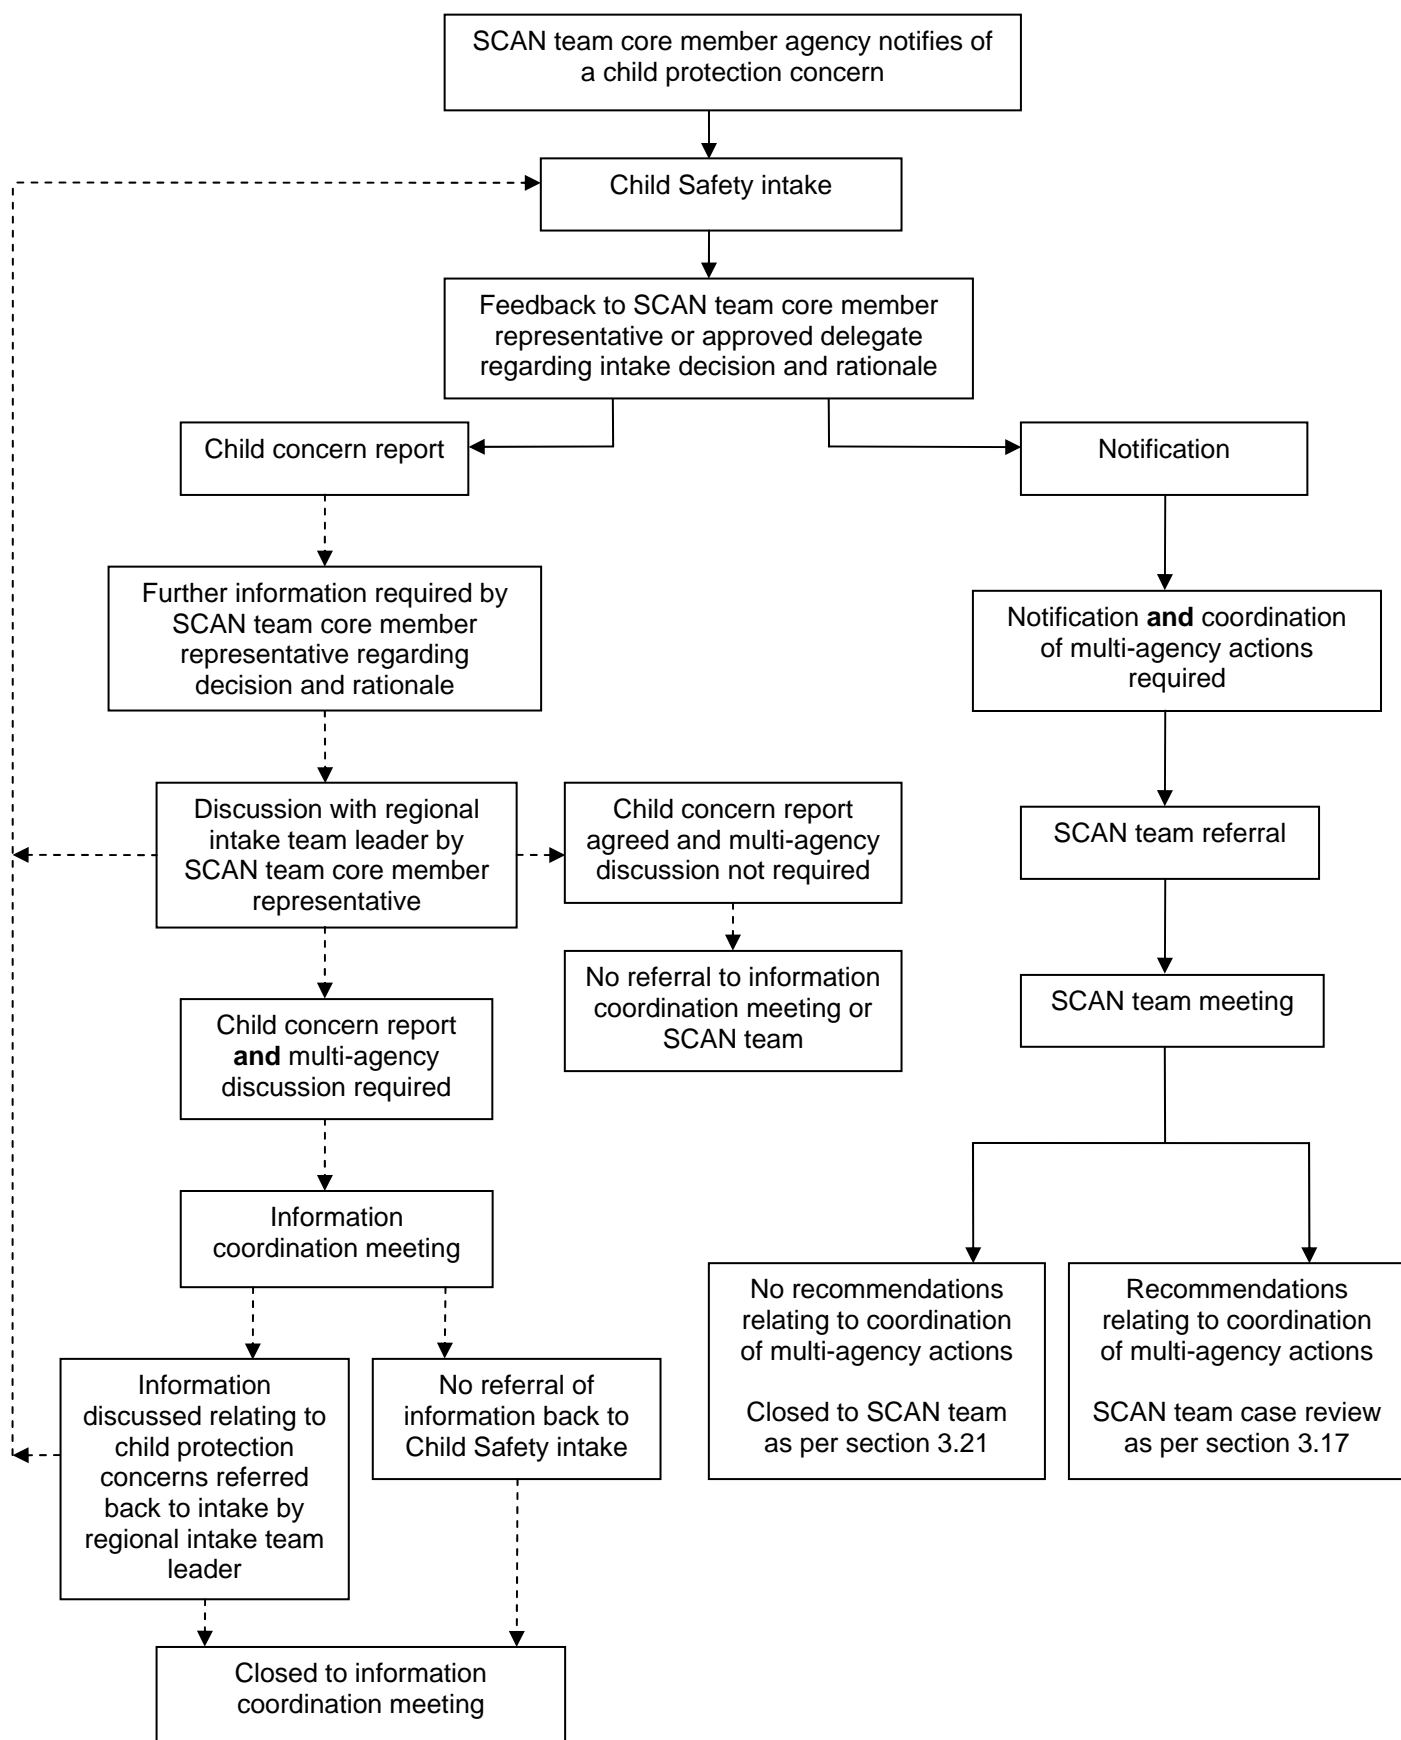 SCAN team core member agency notifies of
a child protection concern
Child Safety intake
Feedback to SCAN team core member
representative or approved delegate
regarding intake decision and rationale
Child concern report
Notification
Further information required by
SCAN team core member
representative regarding
decision and rationale
Notification and coordination
of multi-agency actions
required
Discussion with regional
intake team leader by
SCAN team core member
representative
Child concern report
agreed and multi-agency
discussion not required
SCAN team referral
No referral to information
coordination meeting or
SCAN team
SCAN team meeting
Child concern report
and multi-agency
discussion required
Information
coordination meeting
No recommendations
relating to coordination
of multi-agency actions
Closed to SCAN team
as per section 3.21
Recommendations
relating to coordination
of multi-agency actions
SCAN team case review
as per section 3.17
Information
discussed relating to
child protection
concerns referred
back to intake by
regional intake team
leader
No referral of
information back to
Child Safety intake
Closed to information
coordination meeting